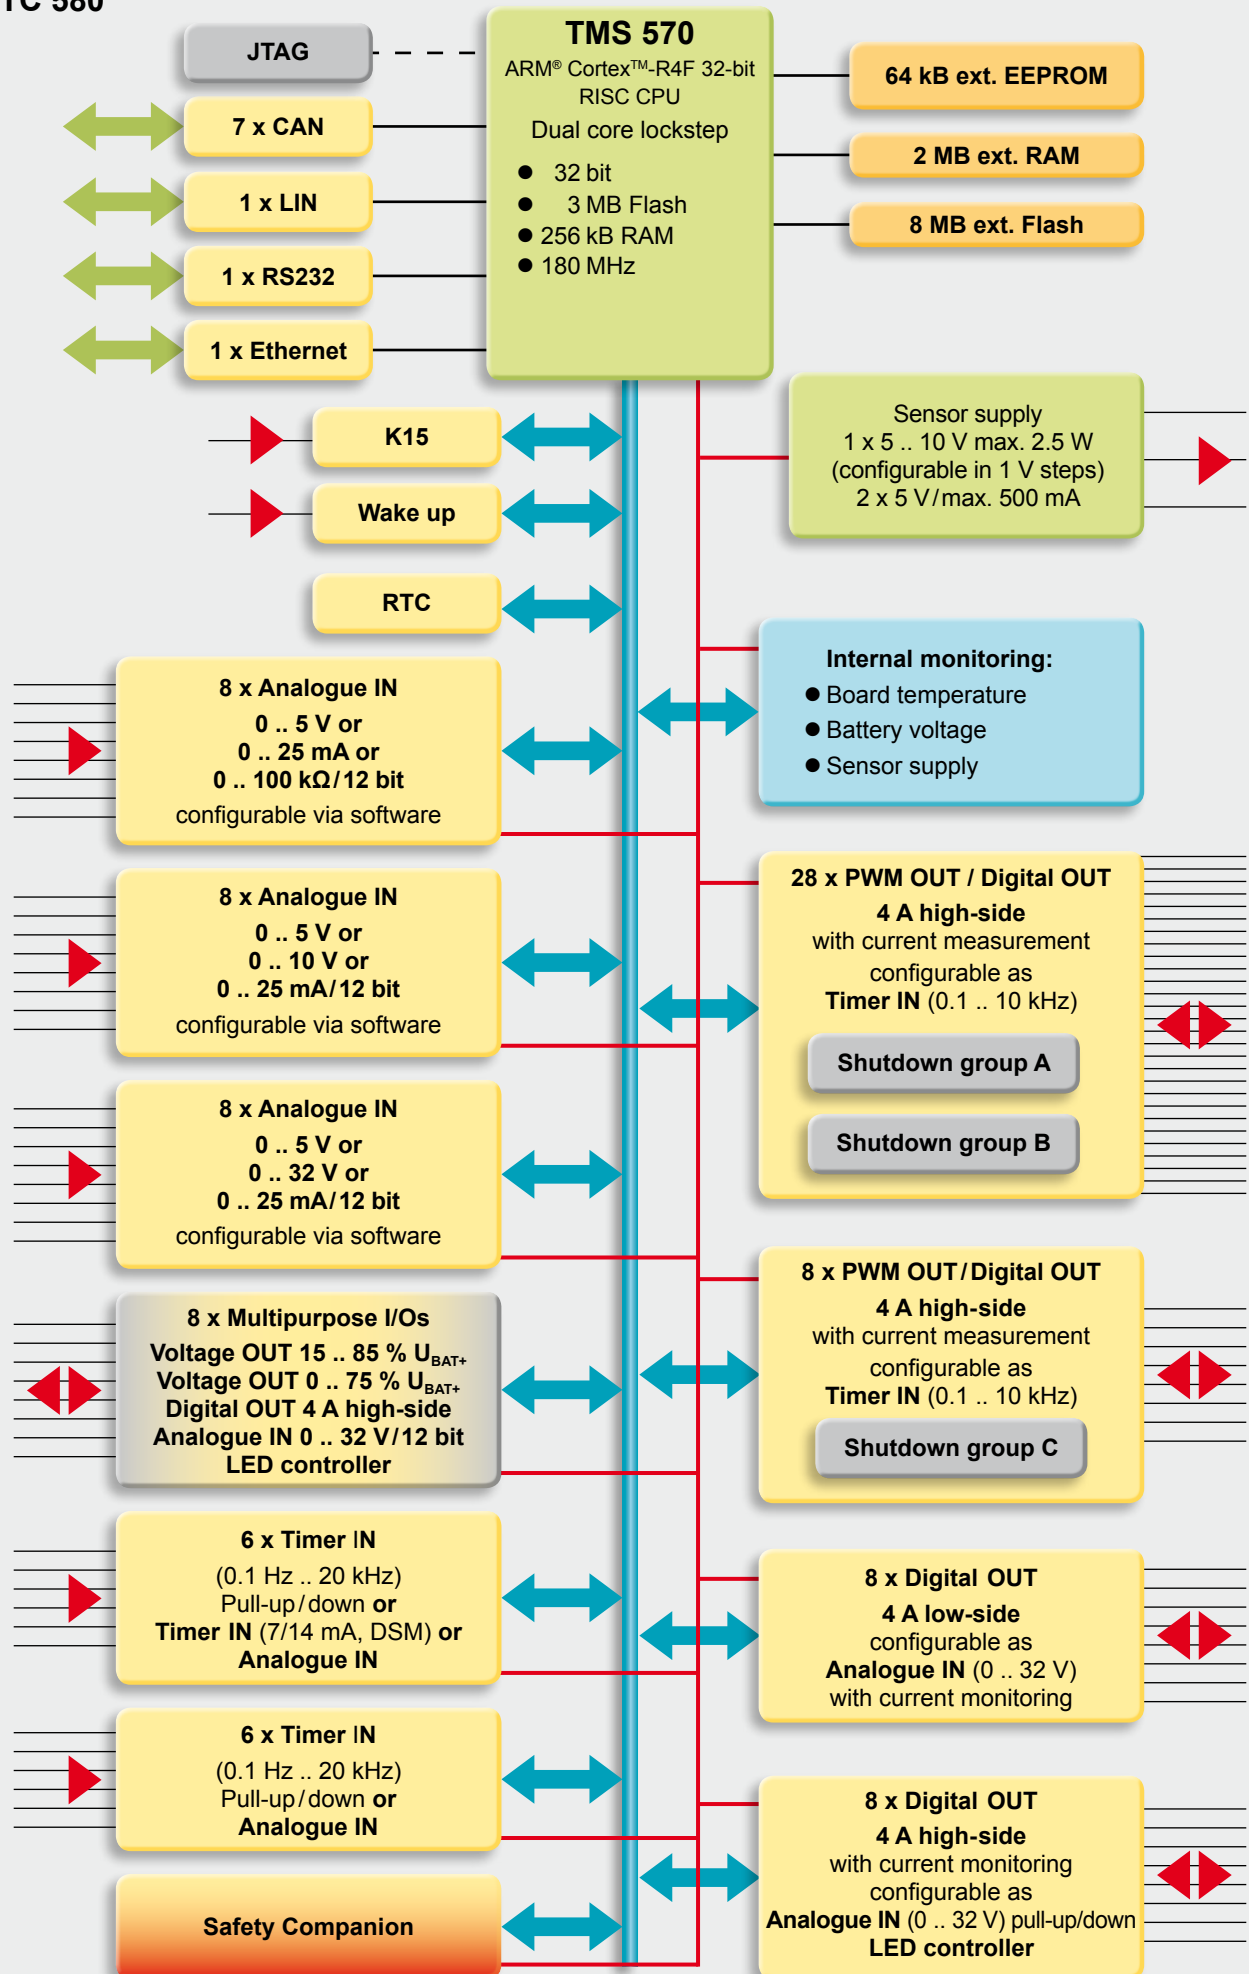 TC 580
JTAG
7 x CAN
1 x LIN
1 x RS232
1 x Ethernet
TMS 570
ARM® Cortex™-R4F 32-bit
RISC CPU
Dual core lockstep
● 32 bit
● 3 MB Flash
● 256 kB RAM
● 180 MHz
64 kB ext. EEPROM
2 MB ext. RAM
8 MB ext. Flash
K15
Wake up
RTC
Sensor supply
1 x 5 .. 10 V max. 2.5 W
(configurable in 1 V steps)
2 x 5 V/max. 500 mA
Internal monitoring:
● Board temperature
● Battery voltage
● Sensor supply
8 x Analogue IN
0 .. 5 V or
0 .. 25 mA or
0 .. 100 kΩ/12 bit
configurable via software
8 x Analogue IN
0 .. 5 V or
0 .. 10 V or
0 .. 25 mA/12 bit
configurable via software
8 x Analogue IN
0 .. 5 V or
0 .. 32 V or
0 .. 25 mA/12 bit
configurable via software
8 x Multipurpose I/Os
Voltage OUT 15 .. 85 % UBAT+
Voltage OUT 0 .. 75 % UBAT+
Digital OUT 4 A high-side
Analogue IN 0 .. 32 V/12 bit
LED controller
6 x Timer IN
(0.1 Hz .. 20 kHz)
Pull-up/down or
Timer IN (7/14 mA, DSM) or
Analogue IN
6 x Timer IN
(0.1 Hz .. 20 kHz)
Pull-up/down or
Analogue IN
Safety Companion
28 x PWM OUT / Digital OUT
4 A high-side
with current measurement
configurable as
Timer IN (0.1 .. 10 kHz)
Shutdown group A
Shutdown group B
8 x PWM OUT/Digital OUT
4 A high-side
with current measurement
configurable as
Timer IN (0.1 .. 10 kHz)
Shutdown group C
8 x Digital OUT
4 A low-side
configurable as
Analogue IN (0 .. 32 V)
with current monitoring
8 x Digital OUT
4 A high-side
with current monitoring
configurable as
Analogue IN (0 .. 32 V) pull-up/down
LED controller